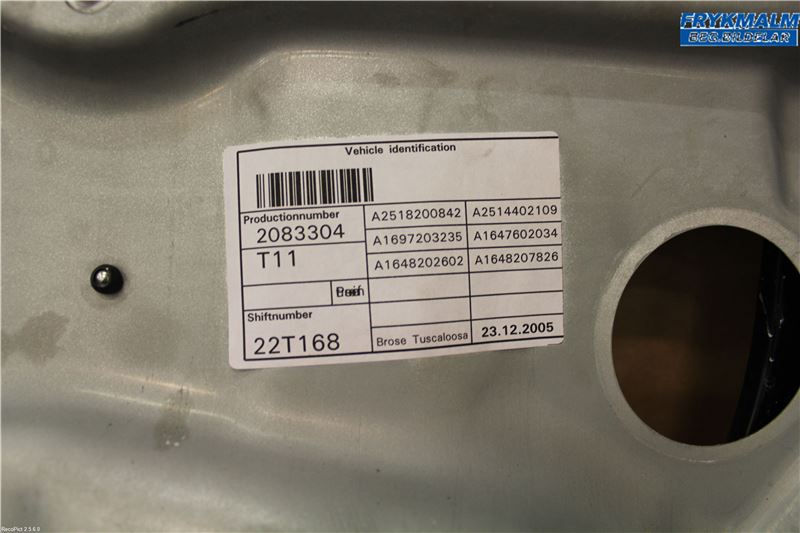 FRYKMALM
BEG.BILDELAR
Vehicle identification
Productionnumber
2083304
T11
A2518200842 A2514402109
A1697203235 A1647602034
A1648202602 A1648207826
Shiftnumber
22T168
Brose Tuscaloosa 23.12.2005
RecoPict 2.5.6.0